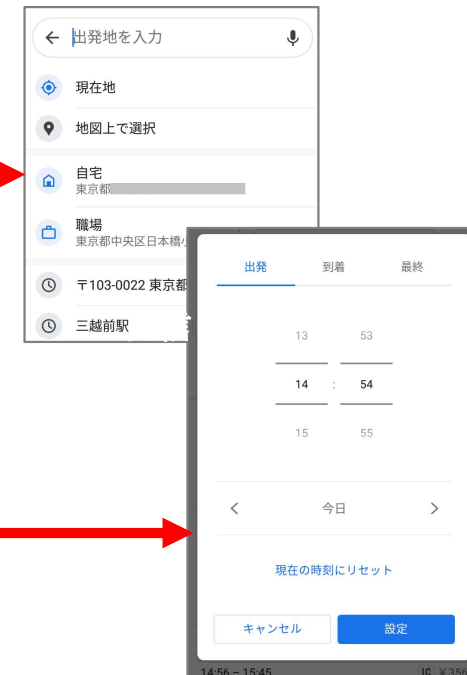 出発地を入力
現在地
地図上で選択
自宅
東京都
職場
東京都中央区日本橋
〒103-0022 東京都
三越前駅
出発 到着 最終
13 53
14 : 54
15 55
今日
現在の時刻にリセット
キャンセル 設定
14:56 – 15:45 IC ¥356